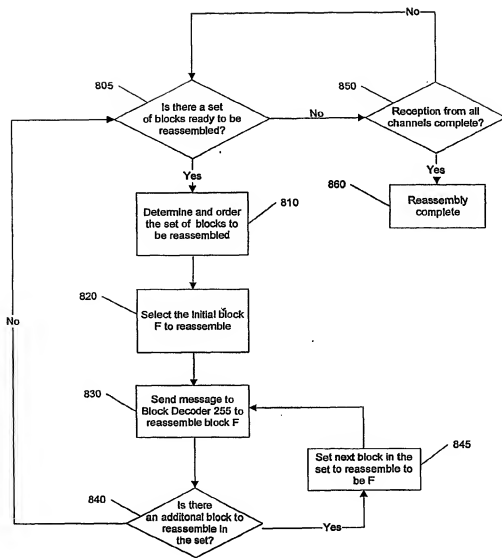 No
805
850
Is there a set
of blocks ready to be
reassembled?
No
Reception from all
channels complete?
Yes
Yes
860
810
Determine and order
the set of blocks to
be reassembled
Reassembly
complete
820
Select the Initial block
F to reassemble
No
830
Send message to
Block Decoder 255 to
reassemble block F
Set next block in the
set to reassemble to
be F
845
840
Is there
an additonal block to
reassemble in
the set?
Yes